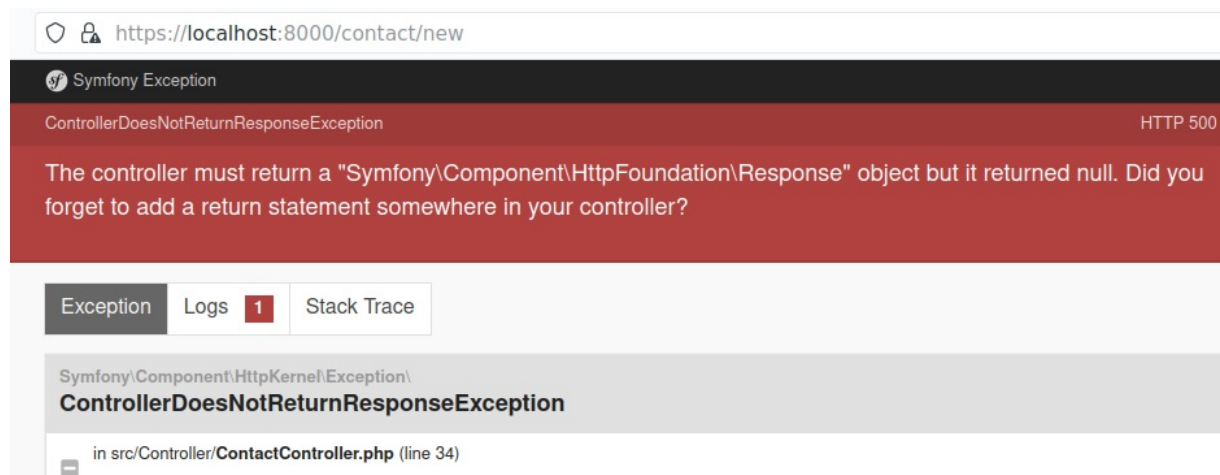 https://localhost:8000/contact/new
sf Symfony Exception
ControllerDoesNotReturnResponseException HTTP 500
The controller must return a "Symfony\Component\HttpFoundation\Response" object but it returned null. Did you
forget to add a return statement somewhere in your controller?
Exception Logs 1 Stack Trace
Symfony\Component\HttpKernel\Exception\
ControllerDoesNotReturnResponseException
in src/Controller/ContactController.php (line 34)